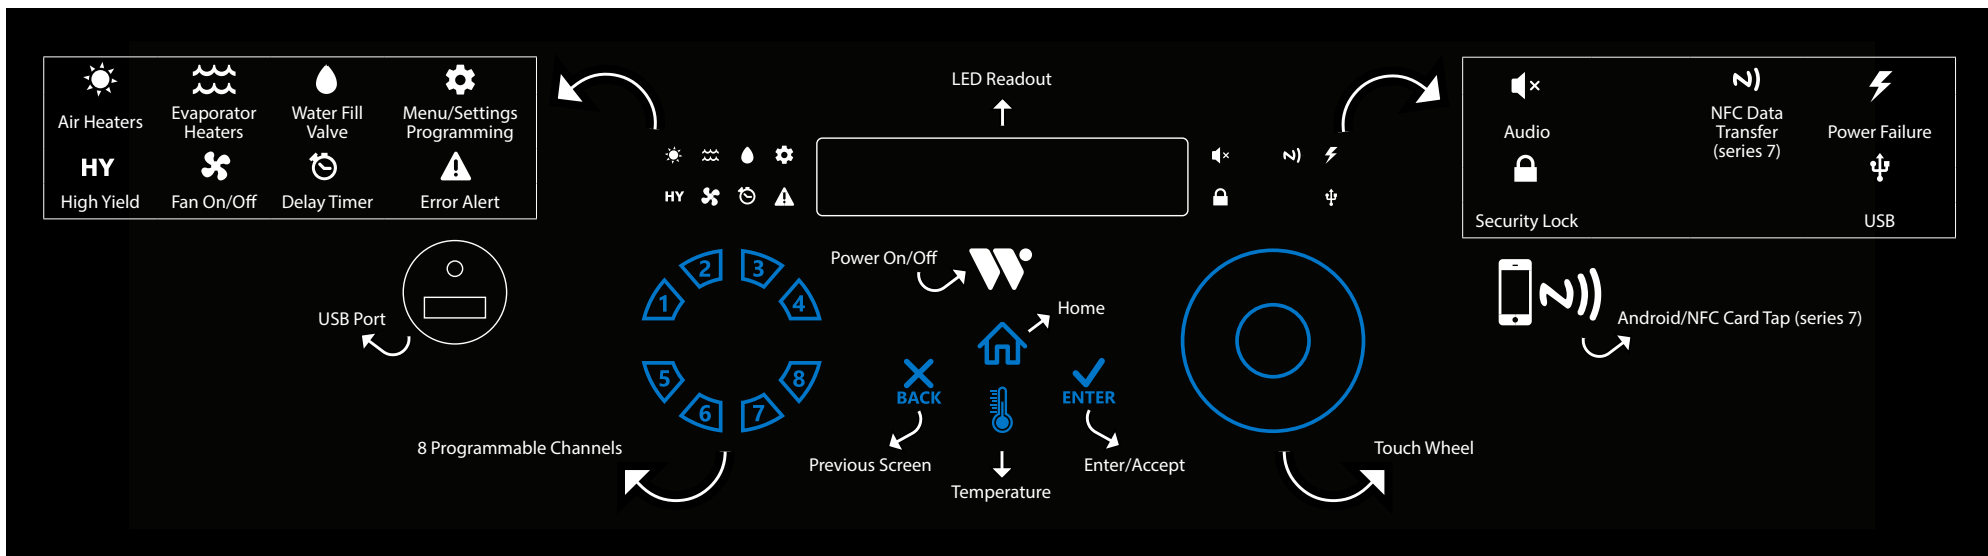 Air Heaters
Evaporator
Heaters
Water Fill
Valve
Menu/Settings
Programming
HY
High Yield
Fan On/Off
Delay Timer
Error Alert
LED Readout
HY
Audio
NFC Data
Transfer
(series 7)
Power Failure
Security Lock
USB
USB Port
1
2
3
4
5
6
7
8
8 Programmable Channels
Power On/Off
Home
BACK
ENTER
Previous Screen
Temperature
Enter/Accept
Touch Wheel
Android/NFC Card Tap (series 7)